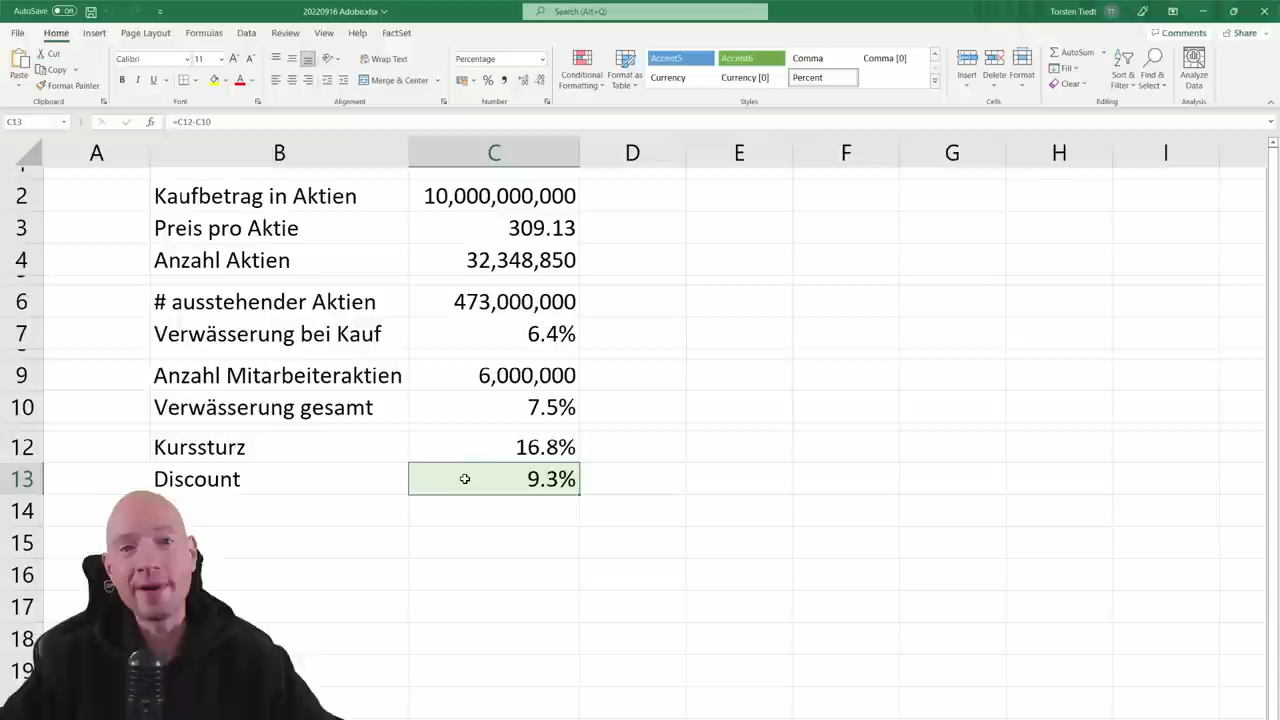 AutoSave Off 20220916 Adobe.xlsx Search (Alt+Q) Torsten Tiedt TT
File Home Insert Page Layout Formulas Data Review View Help FactSet Comments Share
Paste Cut Copy Format Painter Clipboard
Calibri 11 B I U Font
Wrap Text Merge & Center Alignment
Percentage Number
Conditional Formatting Format as Table
Accent5 Accent6 Comma Comma [0]
Currency Currency [0] Percent
Styles
Insert Delete Format Cells
AutoSum Fill Clear Sort & Filter Find & Select Editing
Analyze Data Analysis
C13 fx =C12-C10
A B C D E F G H I
2 Kaufbetrag in Aktien 10,000,000,000
3 Preis pro Aktie 309.13
4 Anzahl Aktien 32,348,850
6 # ausstehender Aktien 473,000,000
7 Verwässerung bei Kauf 6.4%
9 Anzahl Mitarbeiteraktien 6,000,000
10 Verwässerung gesamt 7.5%
12 Kurssturz 16.8%
13 Discount 9.3%
14
15
16
17
18
19